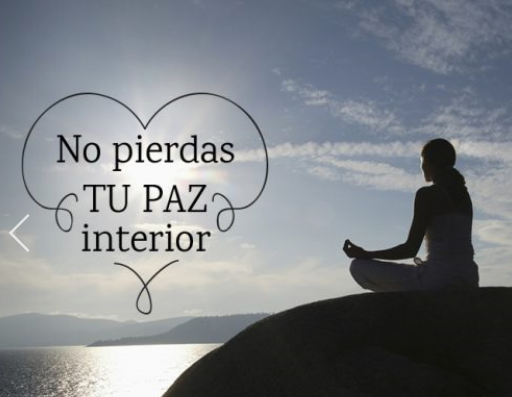 No pierdas
TU PAZ
interior